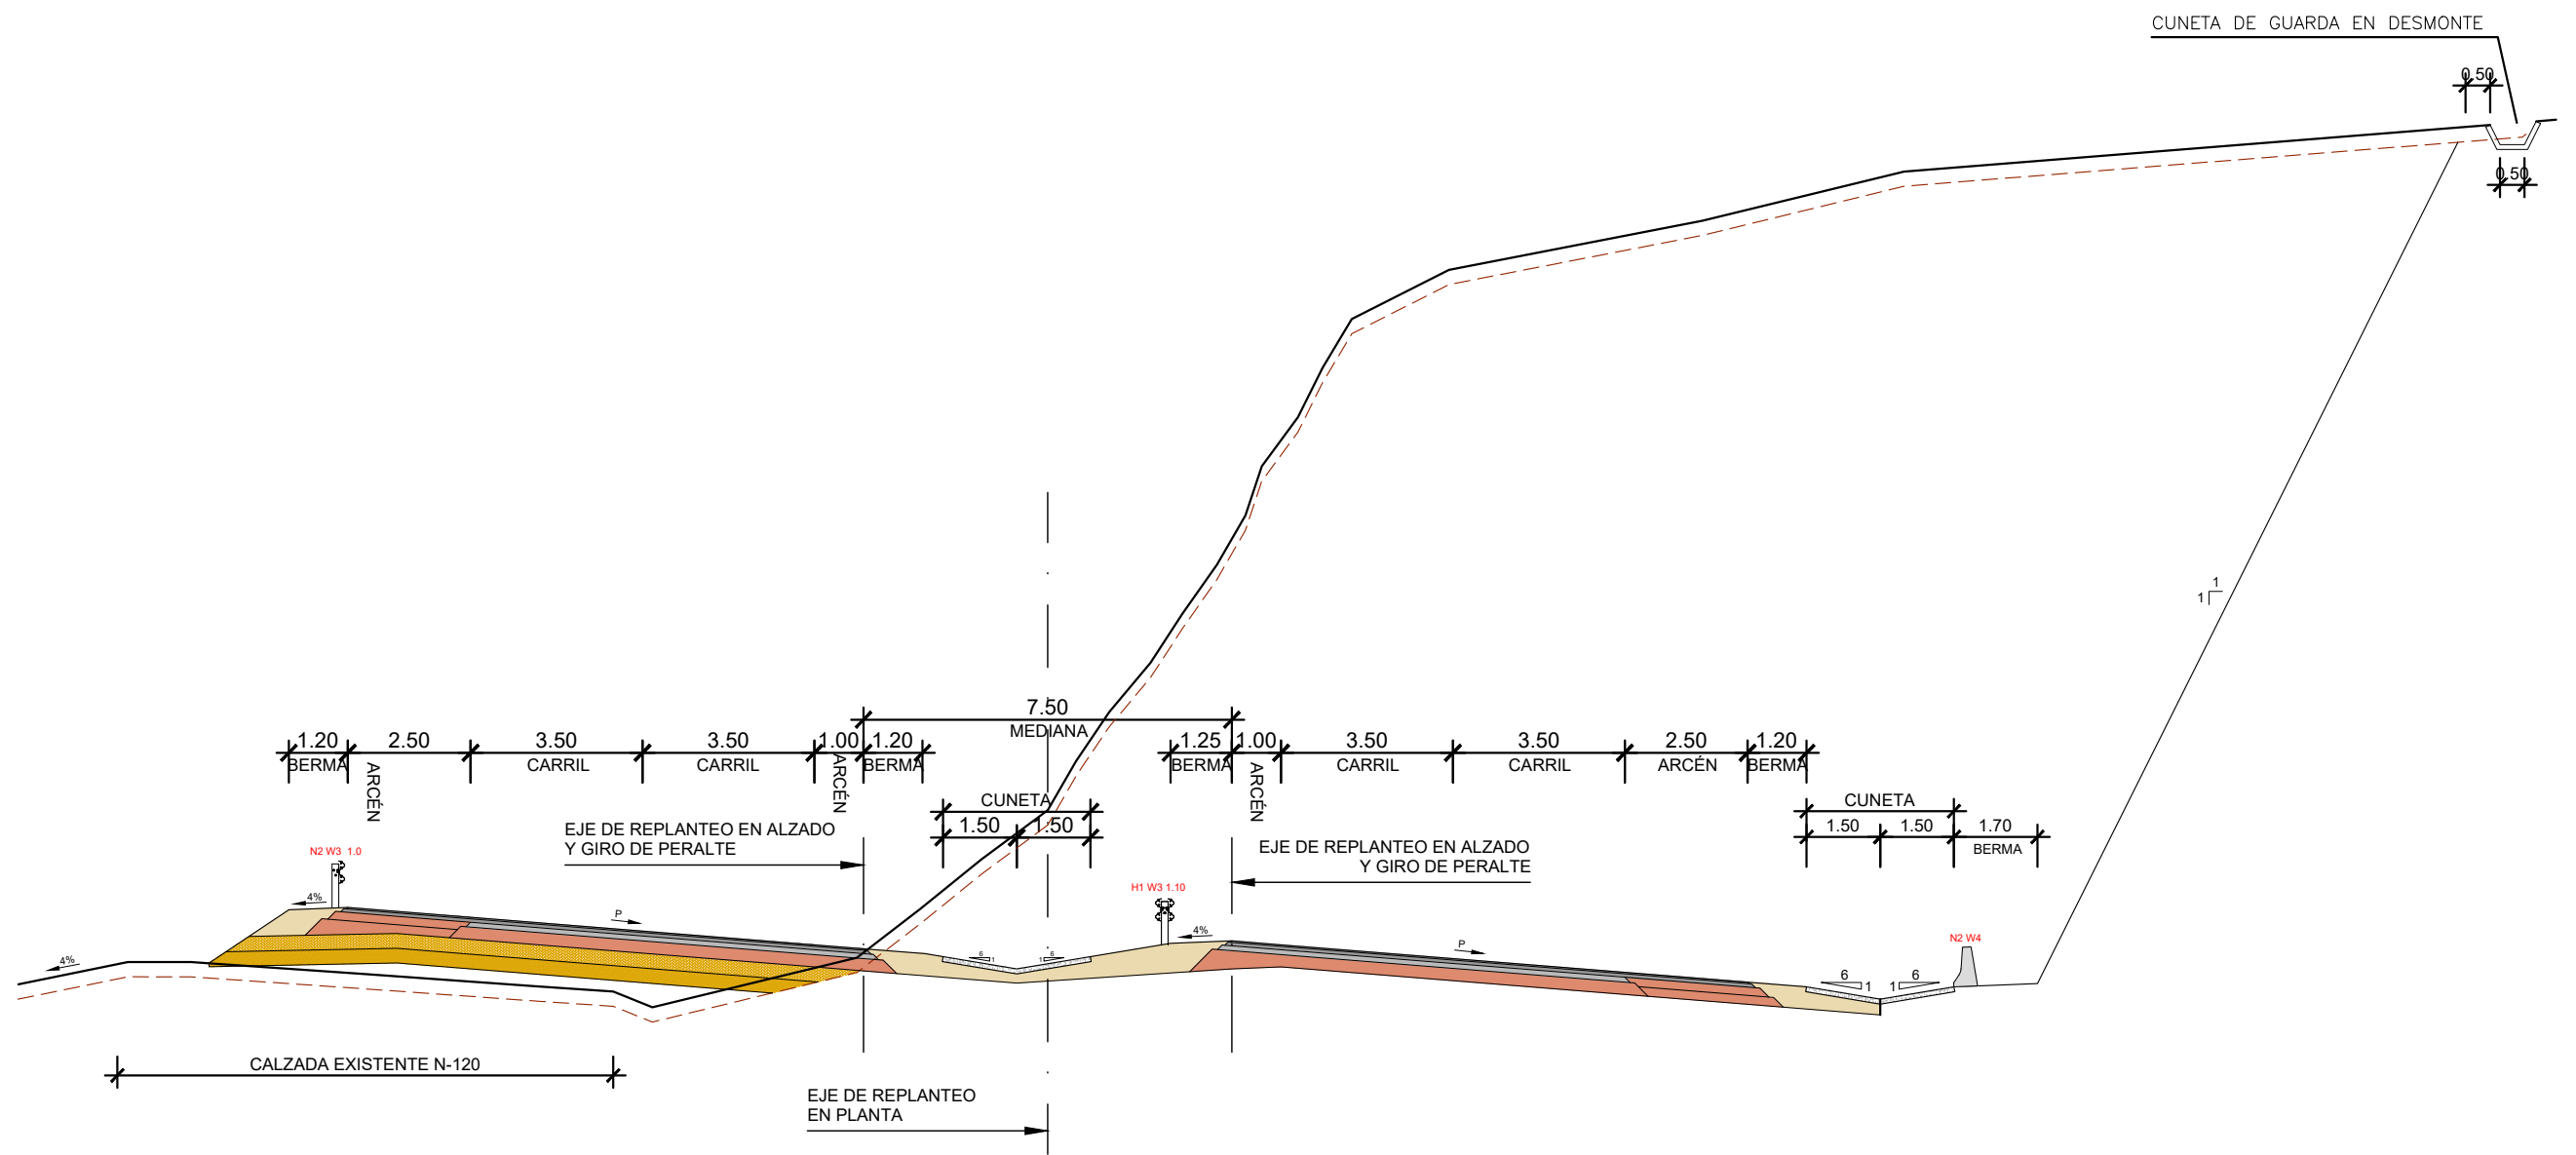 CUNETA DE GUARDA EN DESMONTE
0.50
0.50
1
1
7.50
MEDIANA
1.20
2.50
3.50
3.50
1.00
1.20
1.25
1.00
3.50
3.50
2.50
1.20
BERMA
ARCÉN
CARRIL
CARRIL
ARCÉN
BERMA
BERMA
ARCÉN
CARRIL
CARRIL
ARCÉN
BERMA
CUNETA
1.50
1.50
CUNETA
1.50
1.50
1.70
BERMA
EJE DE REPLANTEO EN ALZADO
Y GIRO DE PERALTE
EJE DE REPLANTEO EN ALZADO
Y GIRO DE PERALTE
N2 W3 1.0
H1 W3 1.10
N2 W4
4%
P
4%
P
4%
6
1
1
6
6
1
1
6
CALZADA EXISTENTE N-120
EJE DE REPLANTEO
EN PLANTA